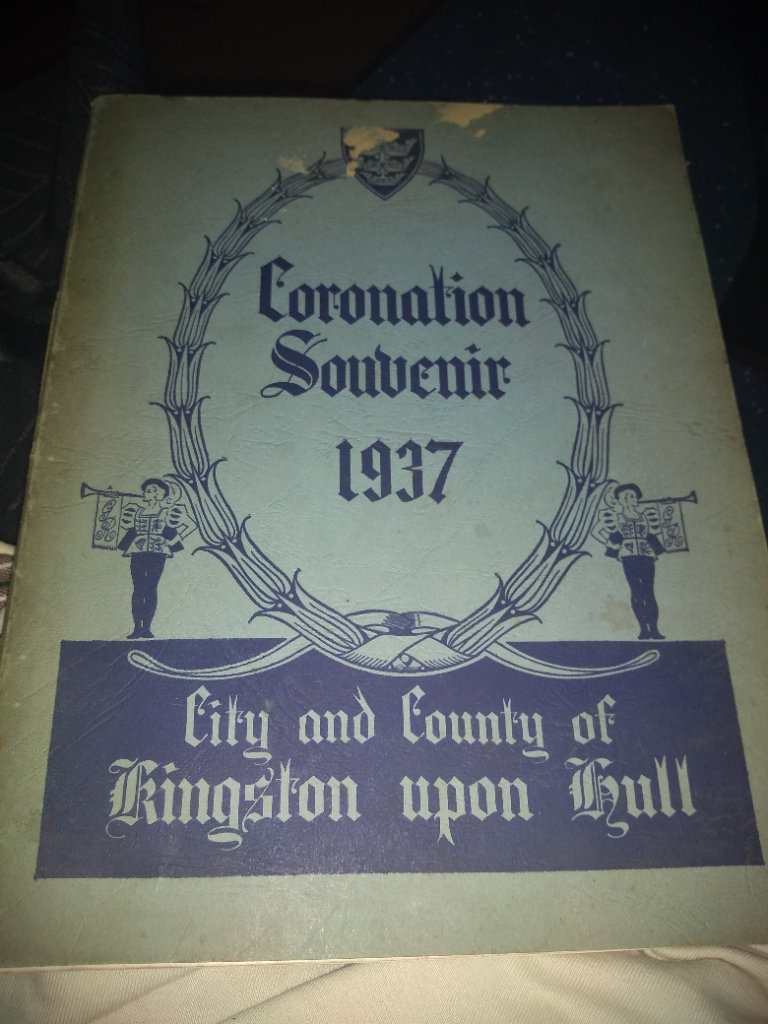 Coronation
Souvenir
1937
City and County of
Kingston upon Hull